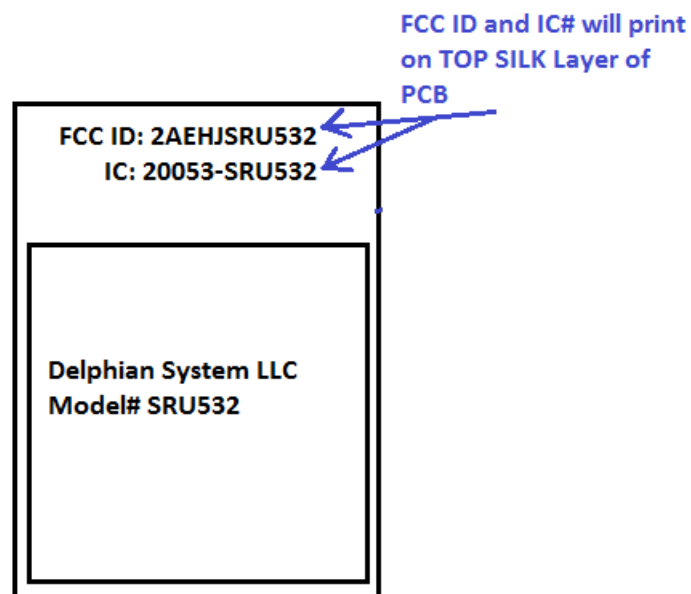 FCC ID and IC# will print
on TOP SILK Layer of
PCB
FCC ID: 2AEHJSRU532
IC: 20053-SRU532
Delphian System LLC
Model# SRU532